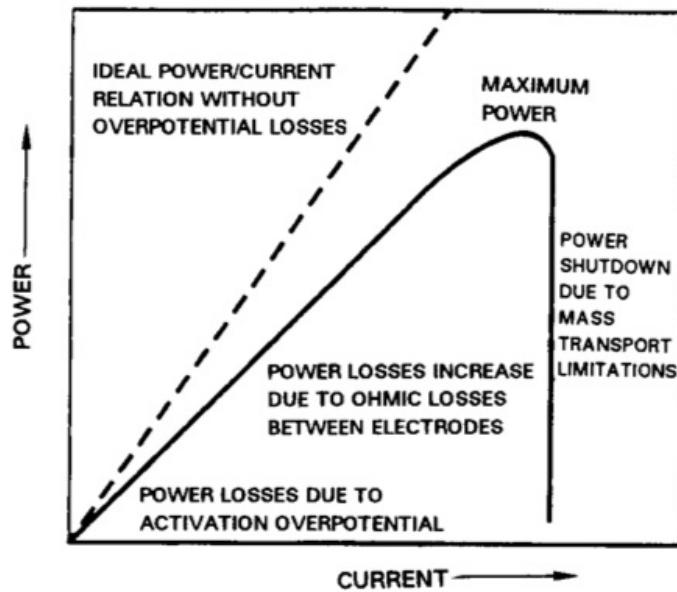 IDEAL POWER/CURRENT
RELATION WITHOUT
OVERPOTENTIAL LOSSES
MAXIMUM
POWER
POWER
POWER
SHUTDOWN
DUE TO
MASS
TRANSPORT
LIMITATIONS
POWER LOSSES INCREASE
DUE TO OHMIC LOSSES
BETWEEN ELECTRODES
POWER LOSSES DUE TO
ACTIVATION OVERPOTENTIAL
CURRENT